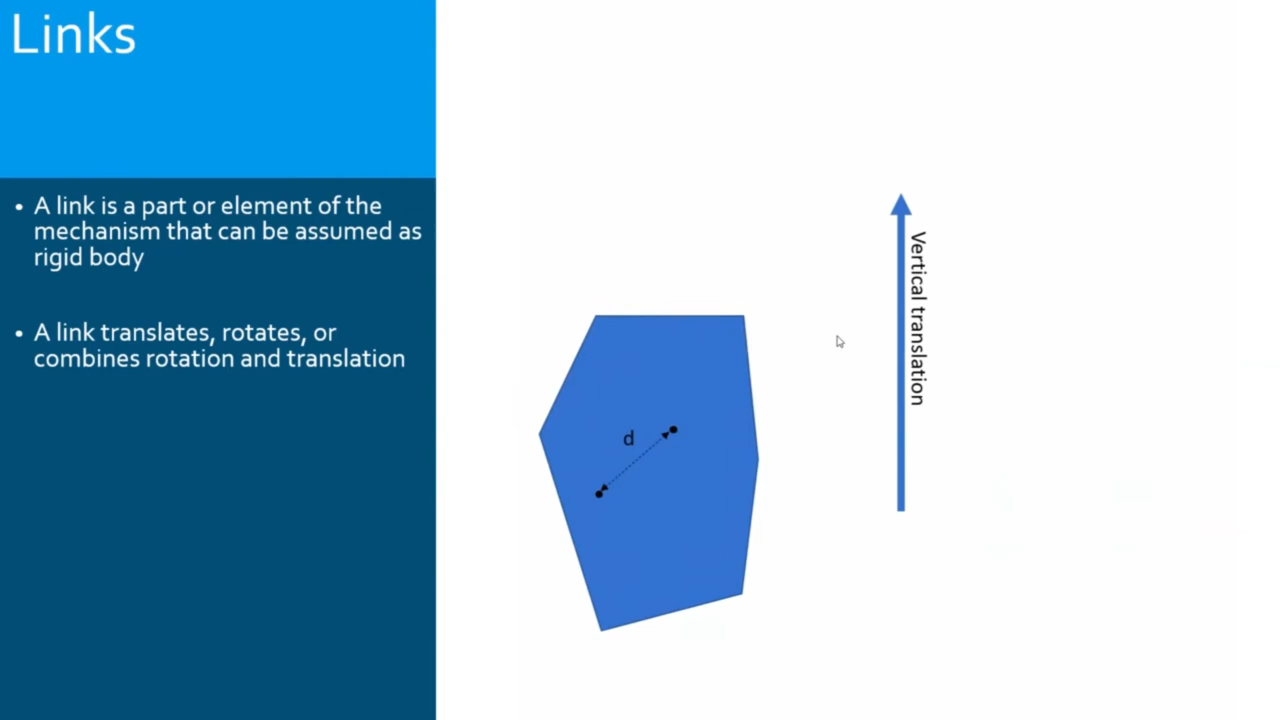 Links
• A link is a part or element of the
mechanism that can be assumed as
rigid body
• A link translates, rotates, or
combines rotation and translation
d
Vertical translation